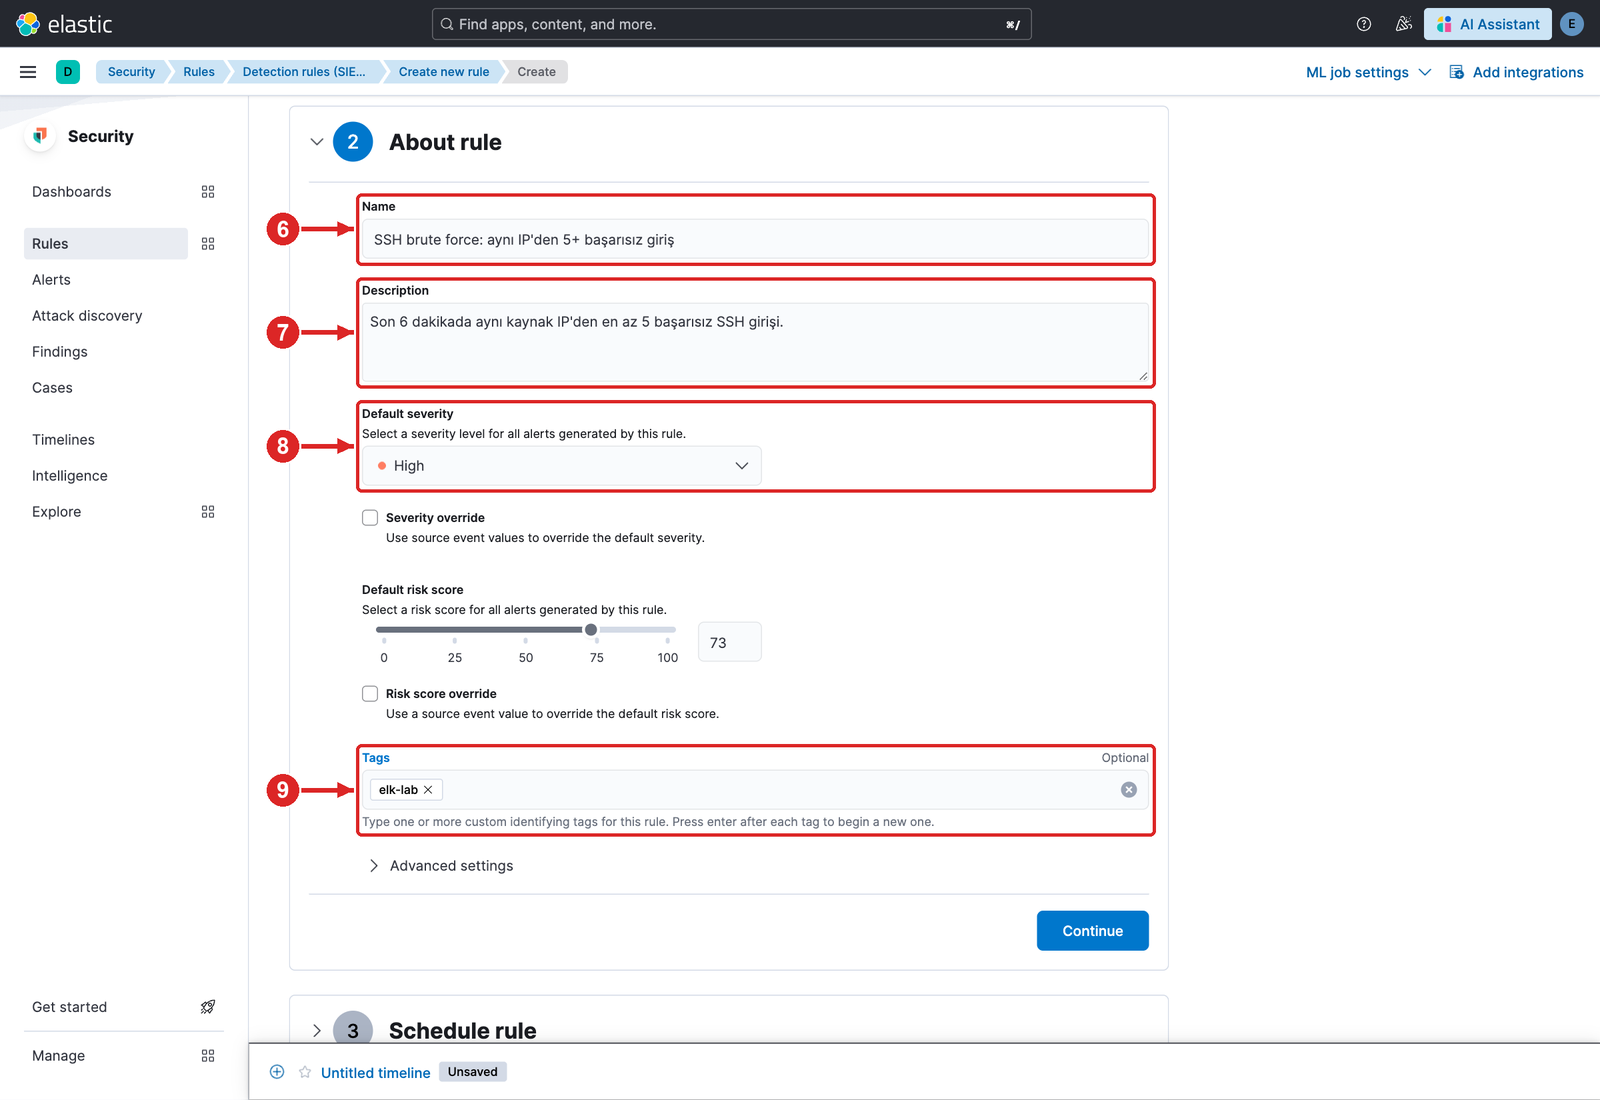 elastic
Find apps, content, and more.
⌘/
AI Assistant
E
D
Security
Rules
Detection rules (SIE...
Create new rule
Create
ML job settings
Add integrations
Security
Dashboards
Rules
Alerts
Attack discovery
Findings
Cases
Timelines
Intelligence
Explore
Get started
Manage
2
About rule
6
Name
SSH brute force: aynı IP'den 5+ başarısız giriş
7
Description
Son 6 dakikada aynı kaynak IP'den en az 5 başarısız SSH girişi.
8
Default severity
Select a severity level for all alerts generated by this rule.
High
Severity override
Use source event values to override the default severity.
Default risk score
Select a risk score for all alerts generated by this rule.
0 25 50 75 100
73
Risk score override
Use a source event value to override the default risk score.
9
Tags
Optional
elk-lab
Type one or more custom identifying tags for this rule. Press enter after each tag to begin a new one.
Advanced settings
Continue
3
Schedule rule
Untitled timeline
Unsaved